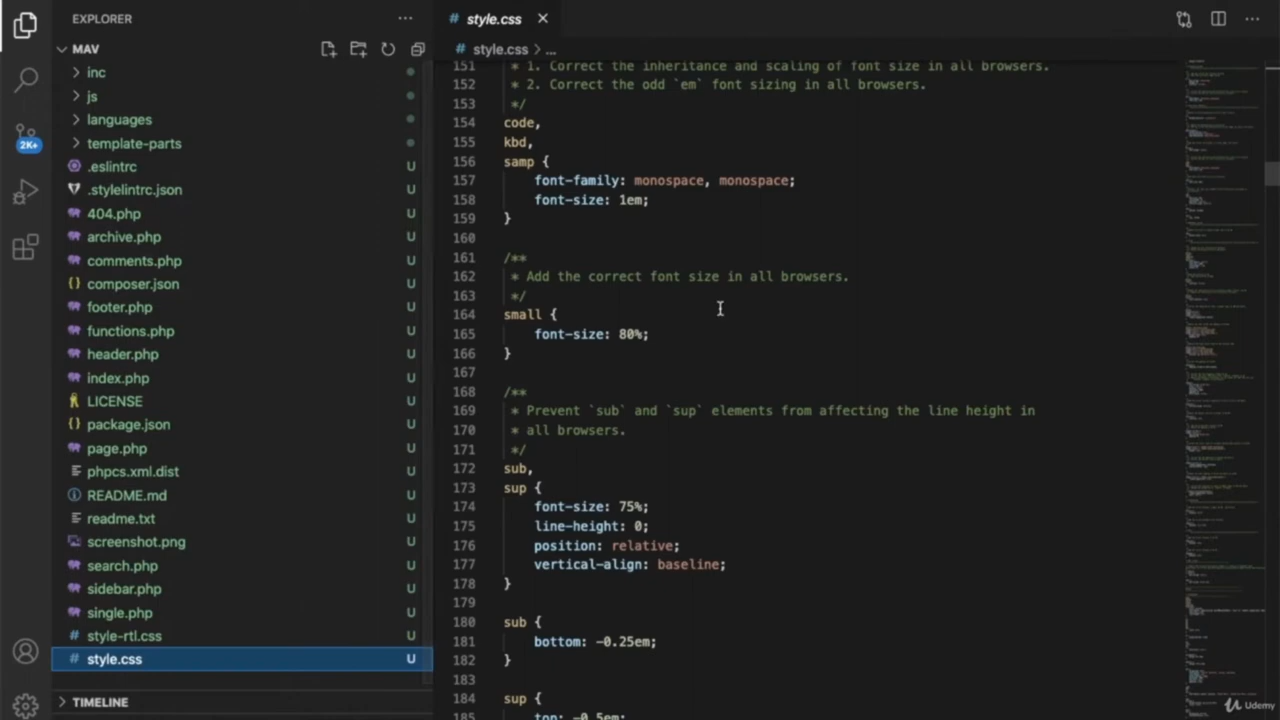 EXPLORER
MAV
inc
js
languages
template-parts
.eslintrc U
.stylelintrc.json U
404.php U
archive.php U
comments.php U
composer.json U
footer.php U
functions.php U
header.php U
index.php U
LICENSE U
package.json U
page.php U
phpcs.xml.dist U
README.md U
readme.txt U
screenshot.png U
search.php U
sidebar.php U
single.php U
style-rtl.css U
style.css U
TIMELINE
2K+
# style.css
# style.css > ...
151 * 1. Correct the inheritance and scaling of font size in all browsers.
152 * 2. Correct the odd `em` font sizing in all browsers.
153 */
154 code,
155 kbd,
156 samp {
157 font-family: monospace, monospace;
158 font-size: 1em;
159 }
160
161 /**
162 * Add the correct font size in all browsers.
163 */
164 small {
165 font-size: 80%;
166 }
167
168 /**
169 * Prevent `sub` and `sup` elements from affecting the line height in
170 * all browsers.
171 */
172 sub,
173 sup {
174 font-size: 75%;
175 line-height: 0;
176 position: relative;
177 vertical-align: baseline;
178 }
179
180 sub {
181 bottom: -0.25em;
182 }
183
184 sup {
185 top: -0.5em;
Udemy